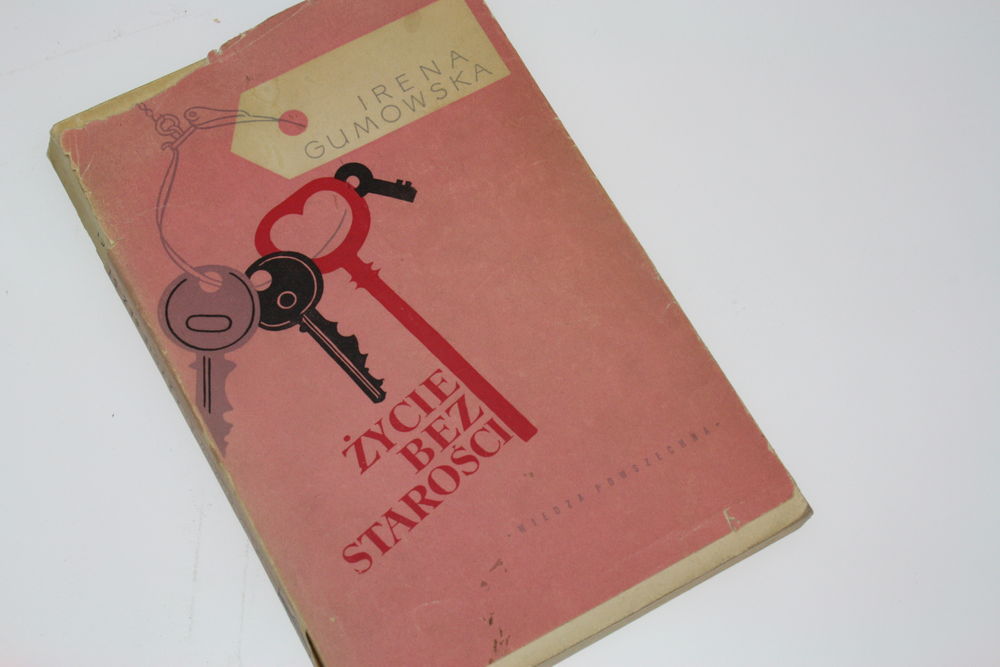 IRENA
GUMOWSKA
ŻYCIE
BEZ
STAROŚCI
·WIEDZA POWSZECHNA·